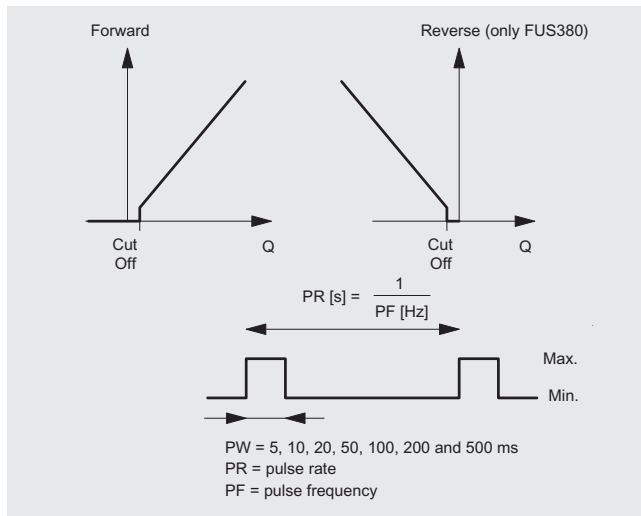 Forward
Reverse (only FUS380)
Cut
Off
Q
Cut
Off
Q
PR [s] = 1
PF [Hz]
Max.
Min.
PW = 5, 10, 20, 50, 100, 200 and 500 ms
PR = pulse rate
PF = pulse frequency